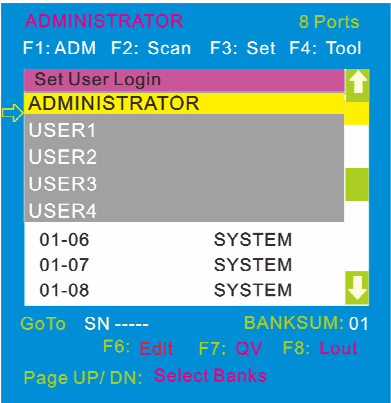 ADMINISTRATOR 8 Ports
F1: ADM F2: Scan F3: Set F4: Tool
Set User Login
ADMINISTRATOR
USER1
USER2
USER3
USER4
01-06 SYSTEM
01-07 SYSTEM
01-08 SYSTEM
GoTo SN ----- BANKSUM: 01
F6: Edit F7: QV F8: Lout
Page UP/ DN: Select Banks